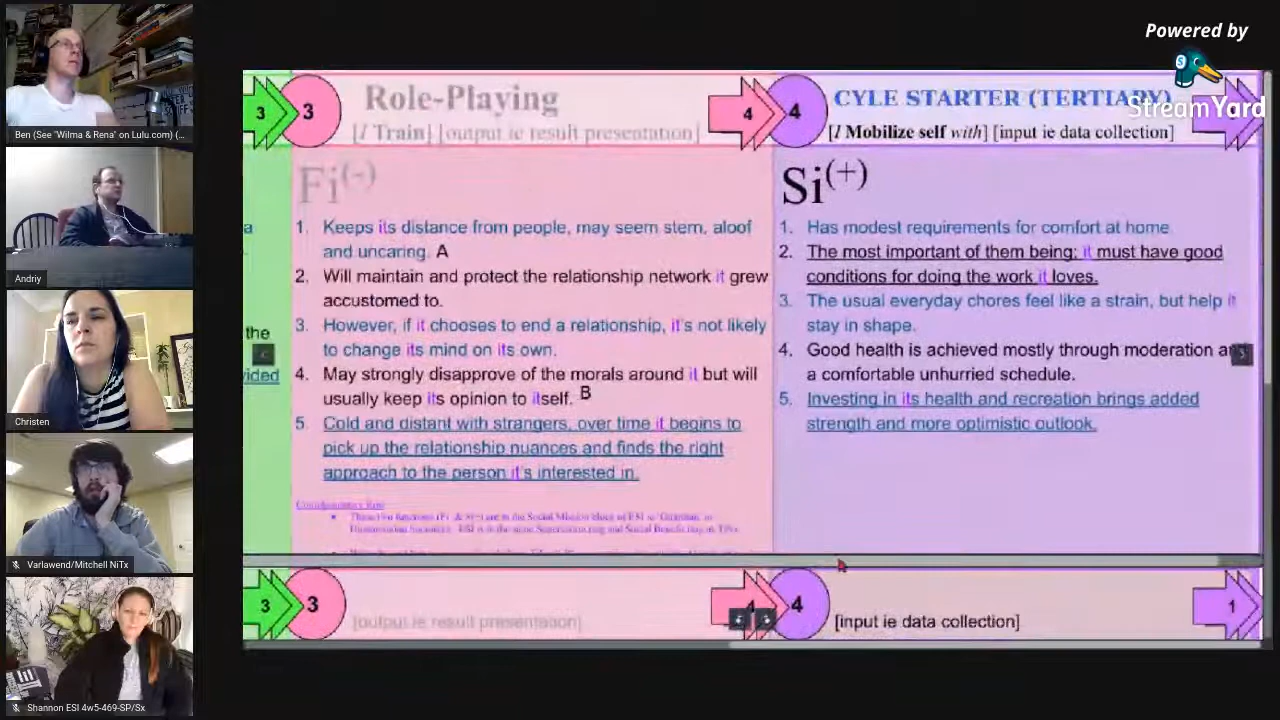 Powered by
StreamYard
Ben (See "Wilma & Rena" on Lulu.com) (...
Andriy
Christen
Varlawend/Mitchell NiTx
Shannon ESI 4w5-469-SP/Sx
3
3
Role-Playing
[I Train] [output ie result presentation]
4
4
CYLE STARTER (TERTIARY)
[I Mobilize self with] [input ie data collection]
a
the
vided
Fi(-)
1. Keeps its distance from people, may seem stern, aloof
and uncaring. A
2. Will maintain and protect the relationship network it grew
accustomed to.
3. However, if it chooses to end a relationship, it's not likely
to change its mind on its own.
4. May strongly disapprove of the morals around it but will
usually keep its opinion to itself. B
5. Cold and distant with strangers, over time it begins to
pick up the relationship nuances and finds the right
approach to the person it's interested in.
Si(+)
1. Has modest requirements for comfort at home
2. The most important of them being: it must have good
conditions for doing the work it loves.
3. The usual everyday chores feel like a strain, but help it
stay in shape.
4. Good health is achieved mostly through moderation
a comfortable unhurried schedule.
5. Investing in its health and recreation brings added
strength and more optimistic outlook.
3
3
[output ie result presentation]
4
4
[input ie data collection]
1